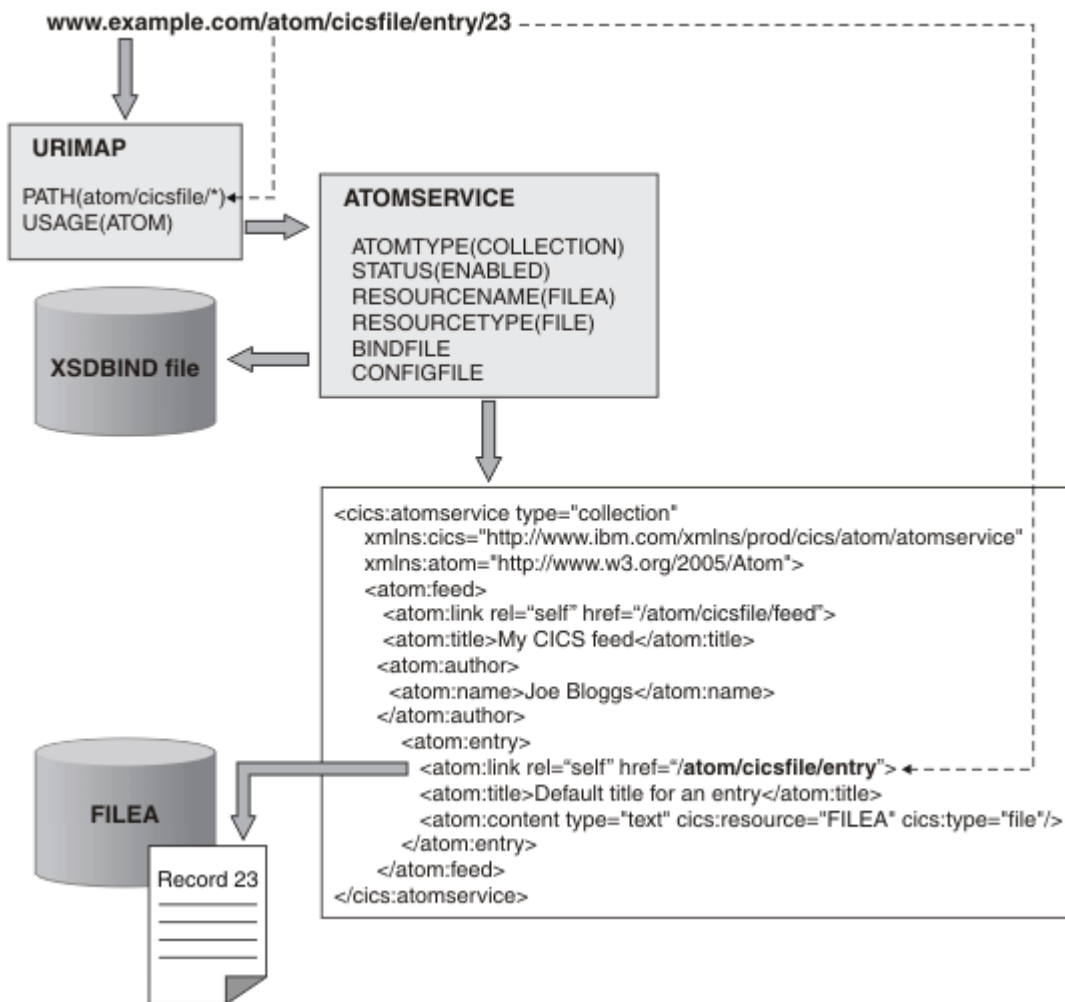 www.example.com/atom/cicsfile/entry/23
URIMAP
PATH(atom/cicsfile/*)
USAGE(ATOM)
ATOMSERVICE
ATOMTYPE(COLLECTION)
STATUS(ENABLED)
RESOURCENAME(FILEA)
RESOURCETYPE(FILE)
BINDFILE
CONFIGFILE
XSDBIND file
<cics:atomservice type="collection"
xmlns:cics="http://www.ibm.com/xmlns/prod/cics/atom/atomservice"
xmlns:atom="http://www.w3.org/2005/Atom">
<atom:feed>
<atom:link rel=“self” href=“/atom/cicsfile/feed”>
<atom:title>My CICS feed</atom:title>
<atom:author>
<atom:name>Joe Bloggs</atom:name>
</atom:author>
<atom:entry>
<atom:link rel=“self” href=“/atom/cicsfile/entry”>
<atom:title>Default title for an entry</atom:title>
<atom:content type="text" cics:resource="FILEA" cics:type="file"/>
</atom:entry>
</atom:feed>
</cics:atomservice>
FILEA
Record 23